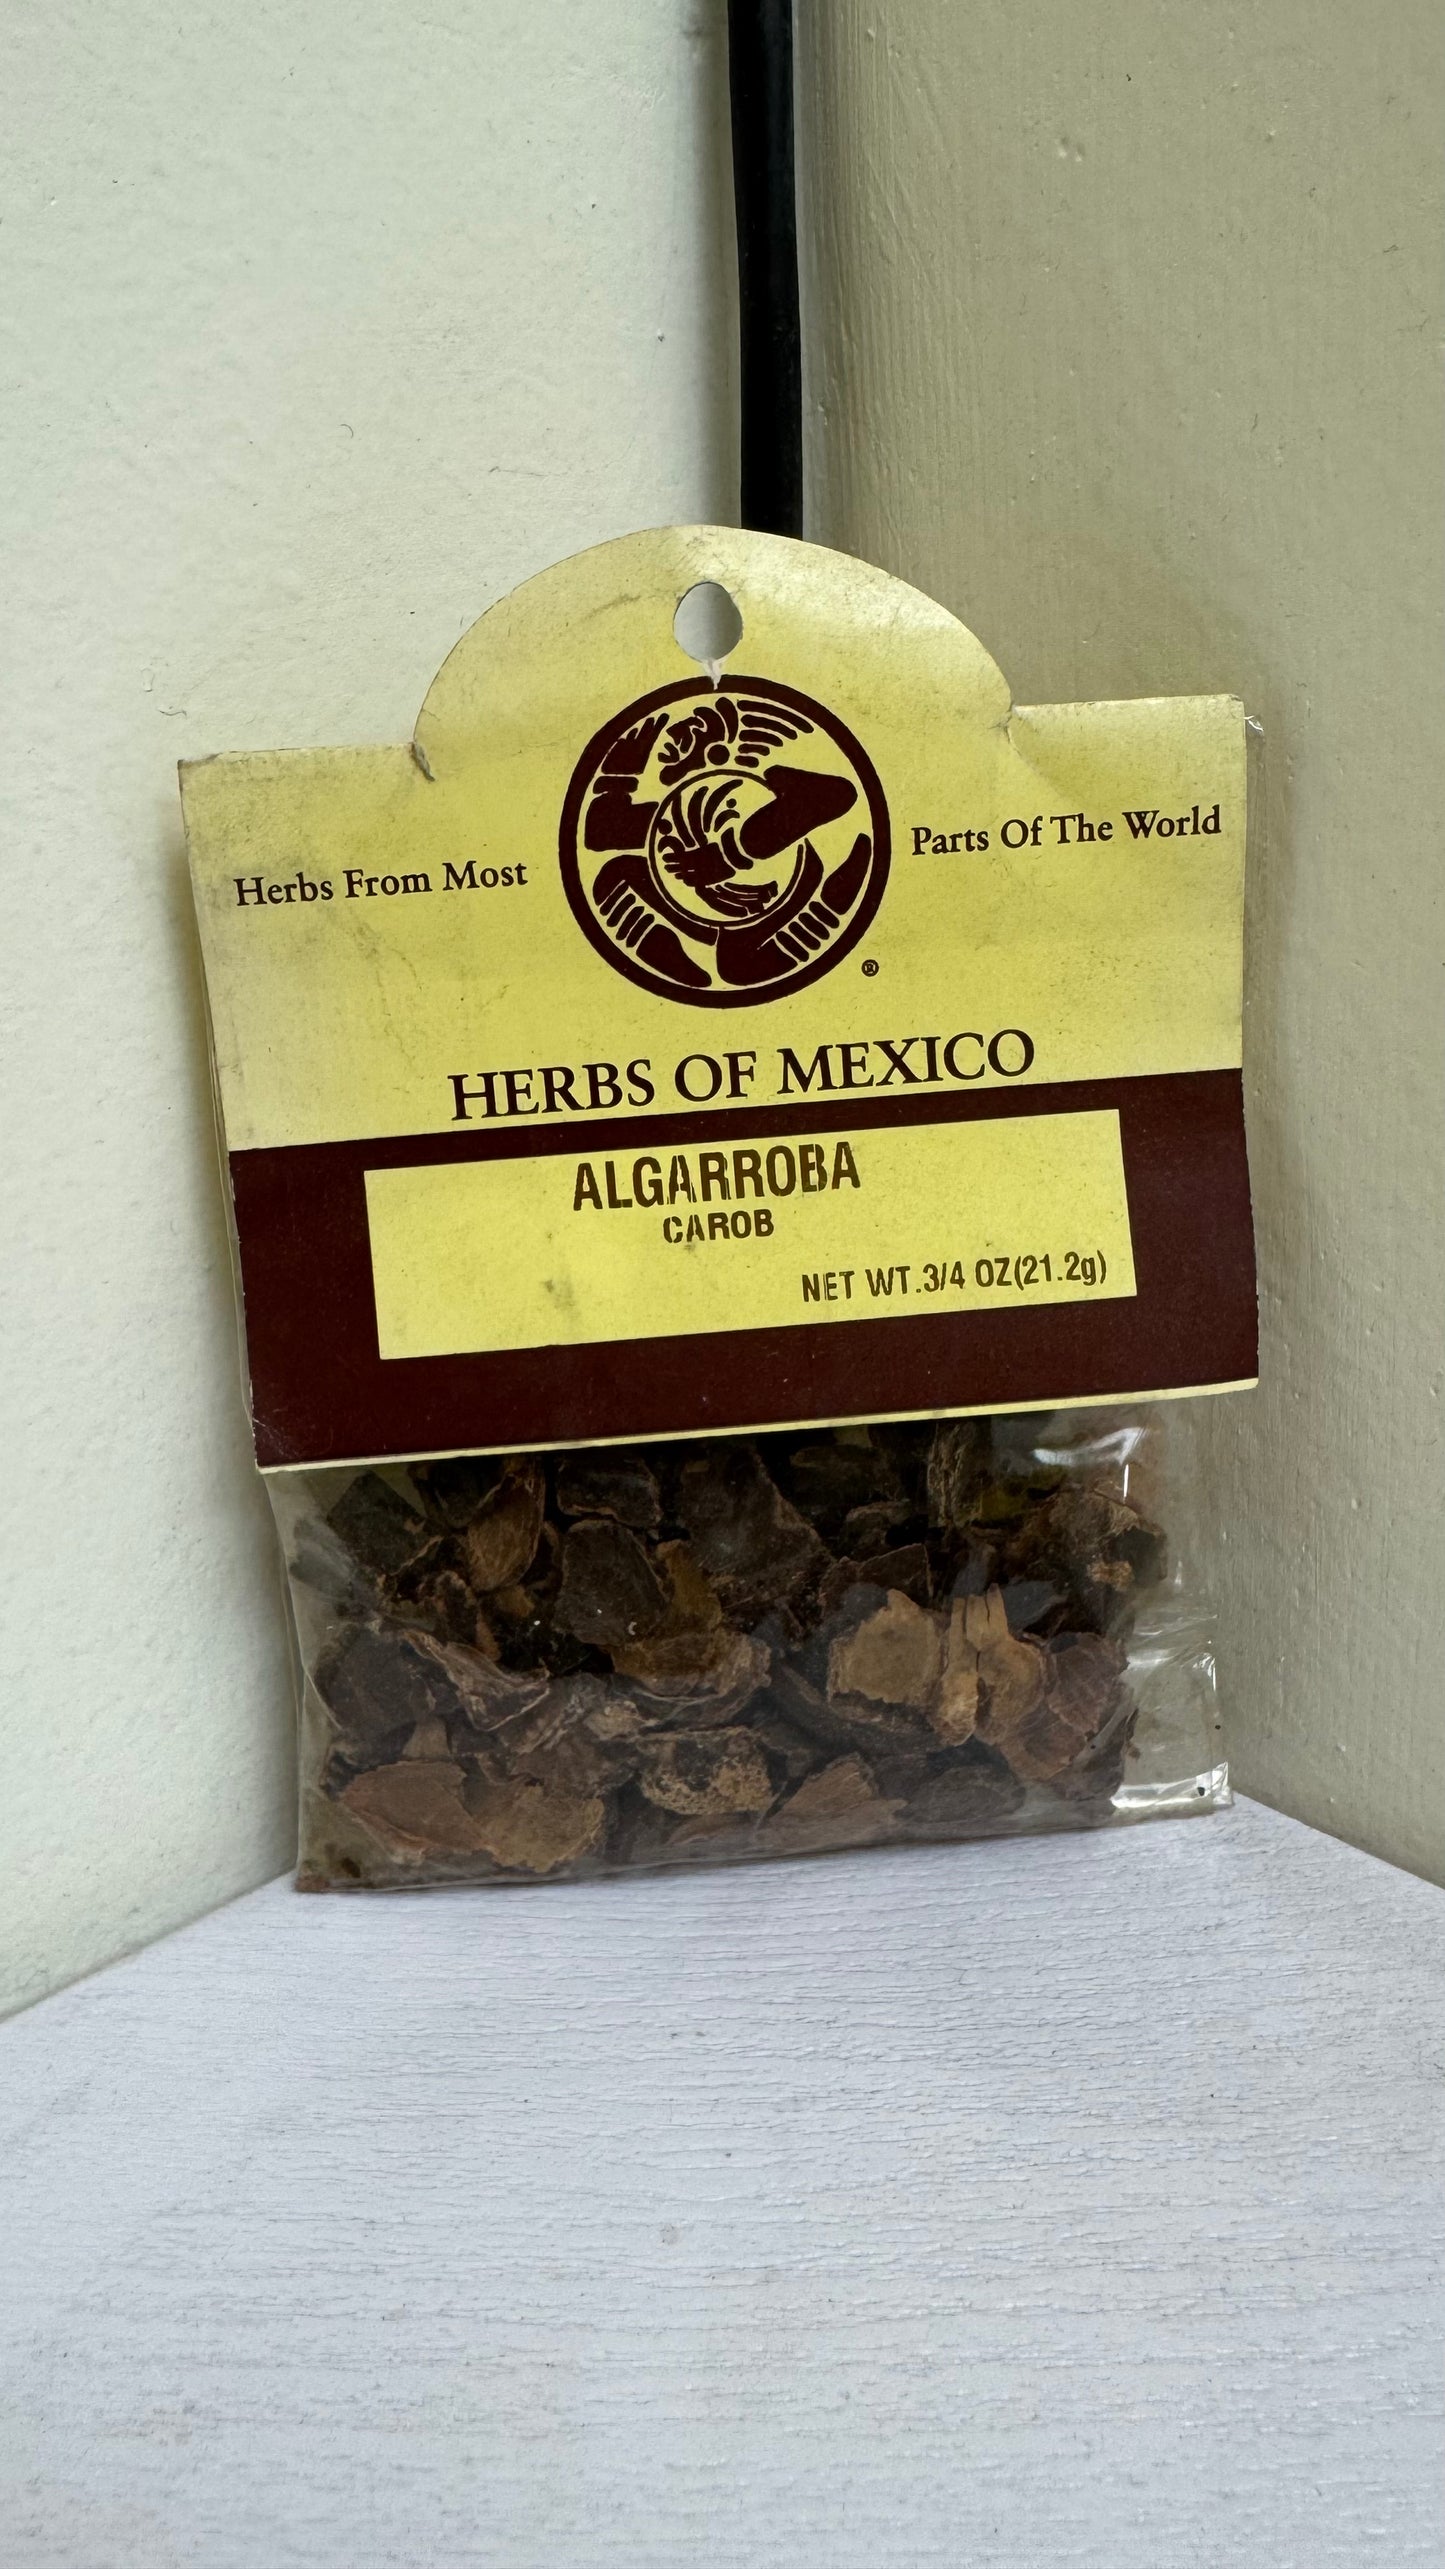 Herbs From Most Parts Of The World
®
HERBS OF MEXICO
ALGARROBA
CAROB
NET WT.3/4 OZ(21.2g)